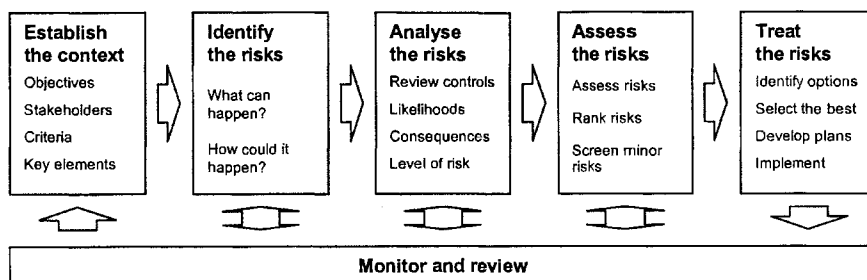 Establish
the context
Objectives
Stakeholders
Criteria
Key elements
Identify
the risks
What can
happen?
How could it
happen?
Analyse
the risks
Review controls
Likelihoods
Consequences
Level of risk
Assess
the risks
Assess risks
Rank risks
Screen minor
risks
Treat
the risks
Identify options
Select the best
Develop plans
Implement
Monitor and review